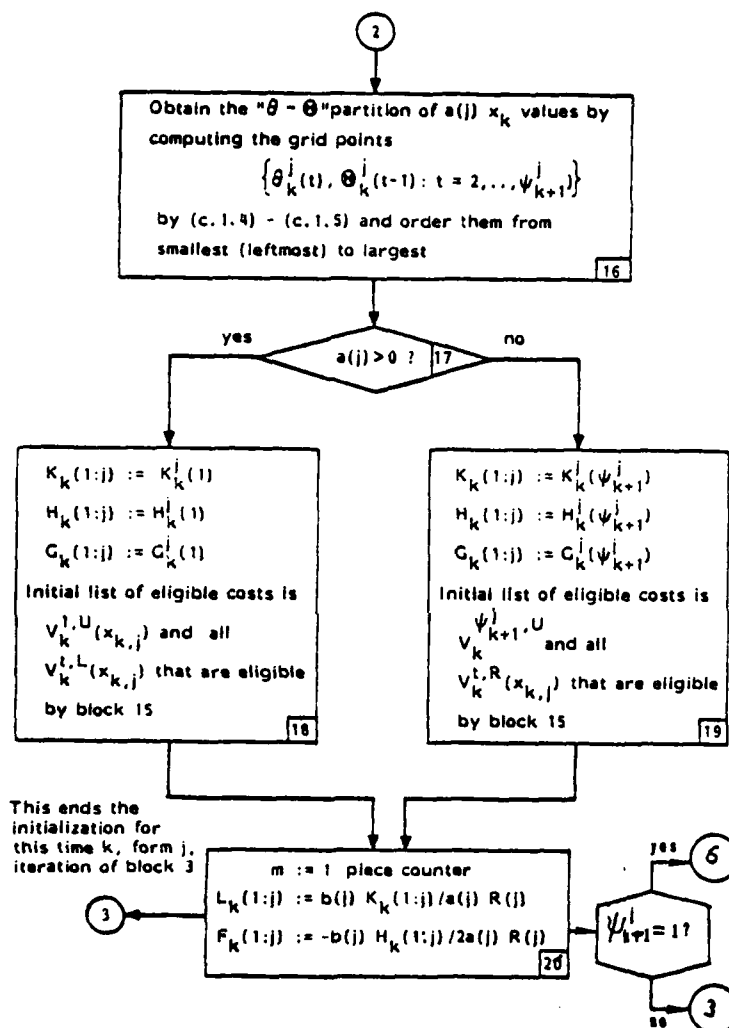 2
Obtain the "θ - Θ" partition of a(j) x_k values by
computing the grid points
{θ_k^j(t), Θ_k^j(t-1) : t = 2,..,ψ_{k+1}^j)}
by (c.1.4) - (c.1.5) and order them from
smallest (leftmost) to largest
16
yes
a(j) > 0 ?
17
no
K_k(1:j) := K_k^j(1)
H_k(1:j) := H_k^j(1)
G_k(1:j) := G_k^j(1)
Initial list of eligible costs is
V_k^{1,U}(x_{k,j}) and all
V_k^{t,L}(x_{k,j}) that are eligible
by block 15
18
K_k(1:j) := K_k^j(ψ_{k+1}^j)
H_k(1:j) := H_k^j(ψ_{k+1}^j)
G_k(1:j) := G_k^j(ψ_{k+1}^j)
Initial list of eligible costs is
V_k^{ψ_{k+1}^j,U} and all
V_k^{t,R}(x_{k,j}) that are eligible
by block 15
19
This ends the
initialization for
this time k, form j,
iteration of block 3
3
m := 1 piece counter
L_k(1:j) := b(j) K_k(1:j)/a(j) R(j)
F_k(1:j) := -b(j) H_k(1:j)/2a(j) R(j)
20
yes
6
ψ_{k+1}^j = 1?
no
3